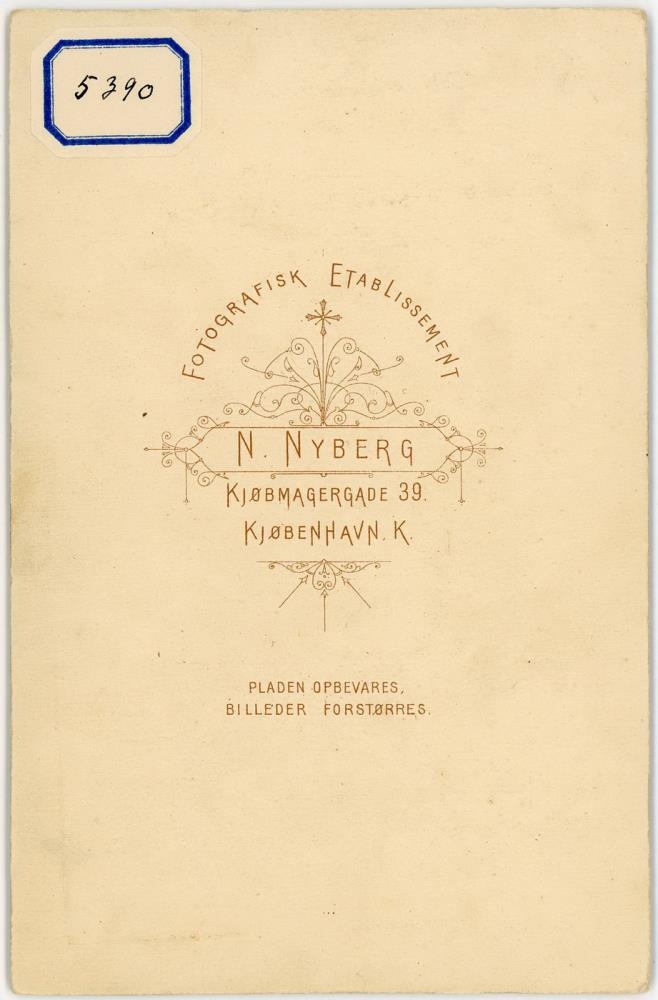 5390
FOTOGRAFISK ETABLISSEMENT
N. NYBERG
KJØBMAGERGADE 39.
KJØBENHAVN. K.
PLADEN OPBEVARES,
BILLEDER FORSTØRRES.